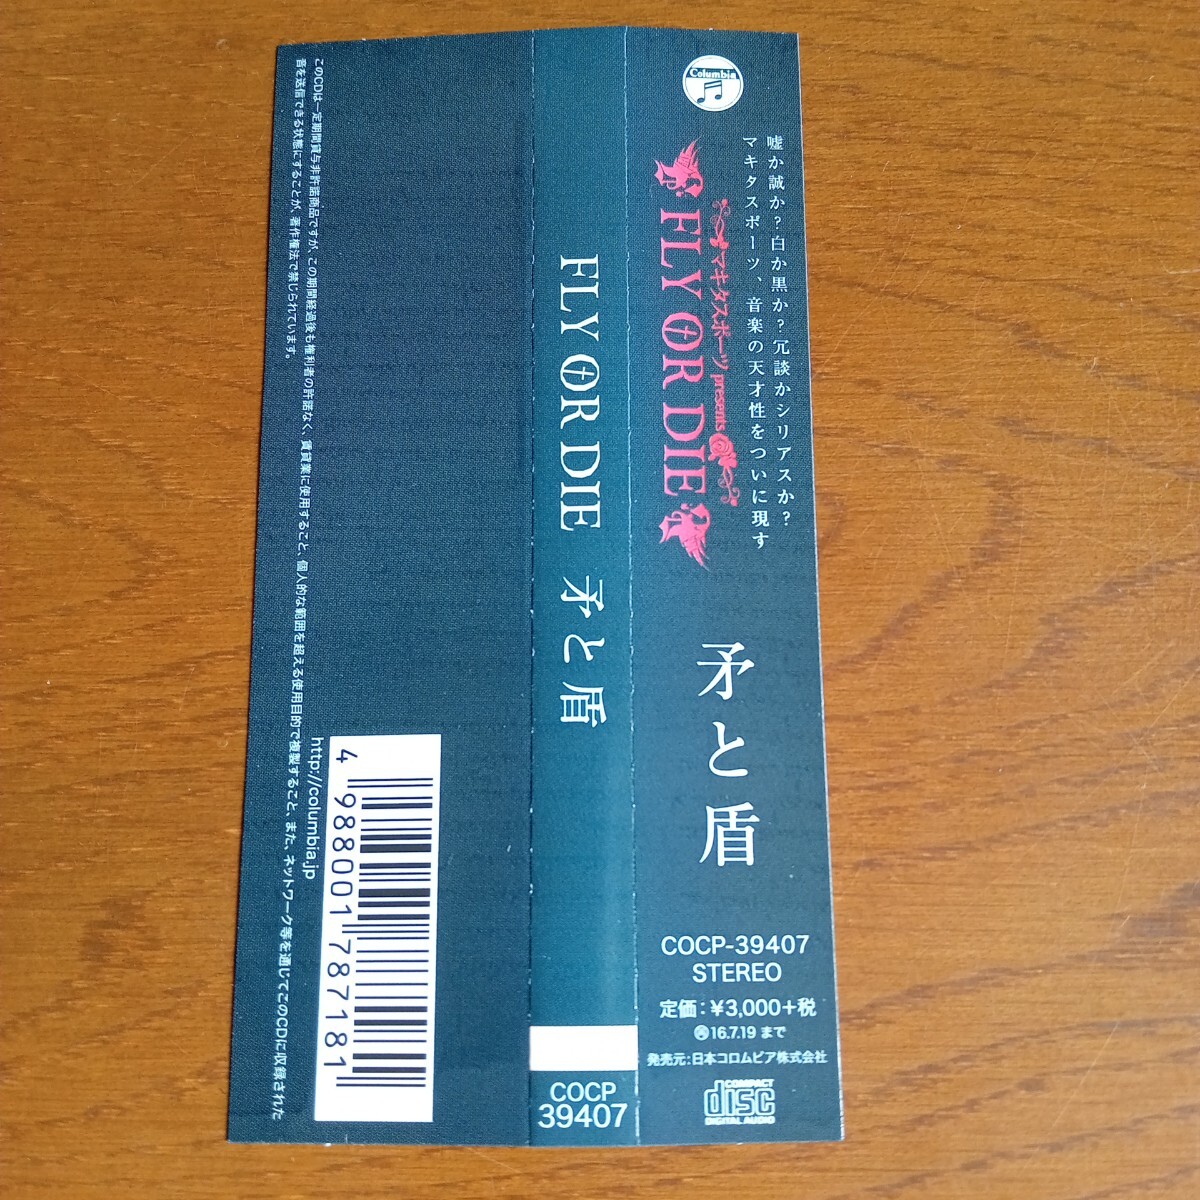 Columbia
嘘か誠か？白か黒か？冗談かシリアスか？
マキタスポーツ、音楽の天才性をついに現す
マキタスポーツ presents
FLY OR DIE
矛と盾
COCP-39407
STEREO
定価：¥3,000+税
16.7.19 まで
発売元：日本コロムビア株式会社
COMPACT
disc
DIGITAL AUDIO
FLY OR DIE 矛と盾
COCP
39407
このCDは一定期間貸与非許諾商品ですが、この期間経過後も権利者の許諾なく、賃貸業に使用すること、個人的な範囲を超える使用目的で複製すること、また、ネットワーク等を通じてこのCDに収録された
音を送信できる状態にすることが、著作権法で禁じられています。
http://columbia.jp
4 988001 787181